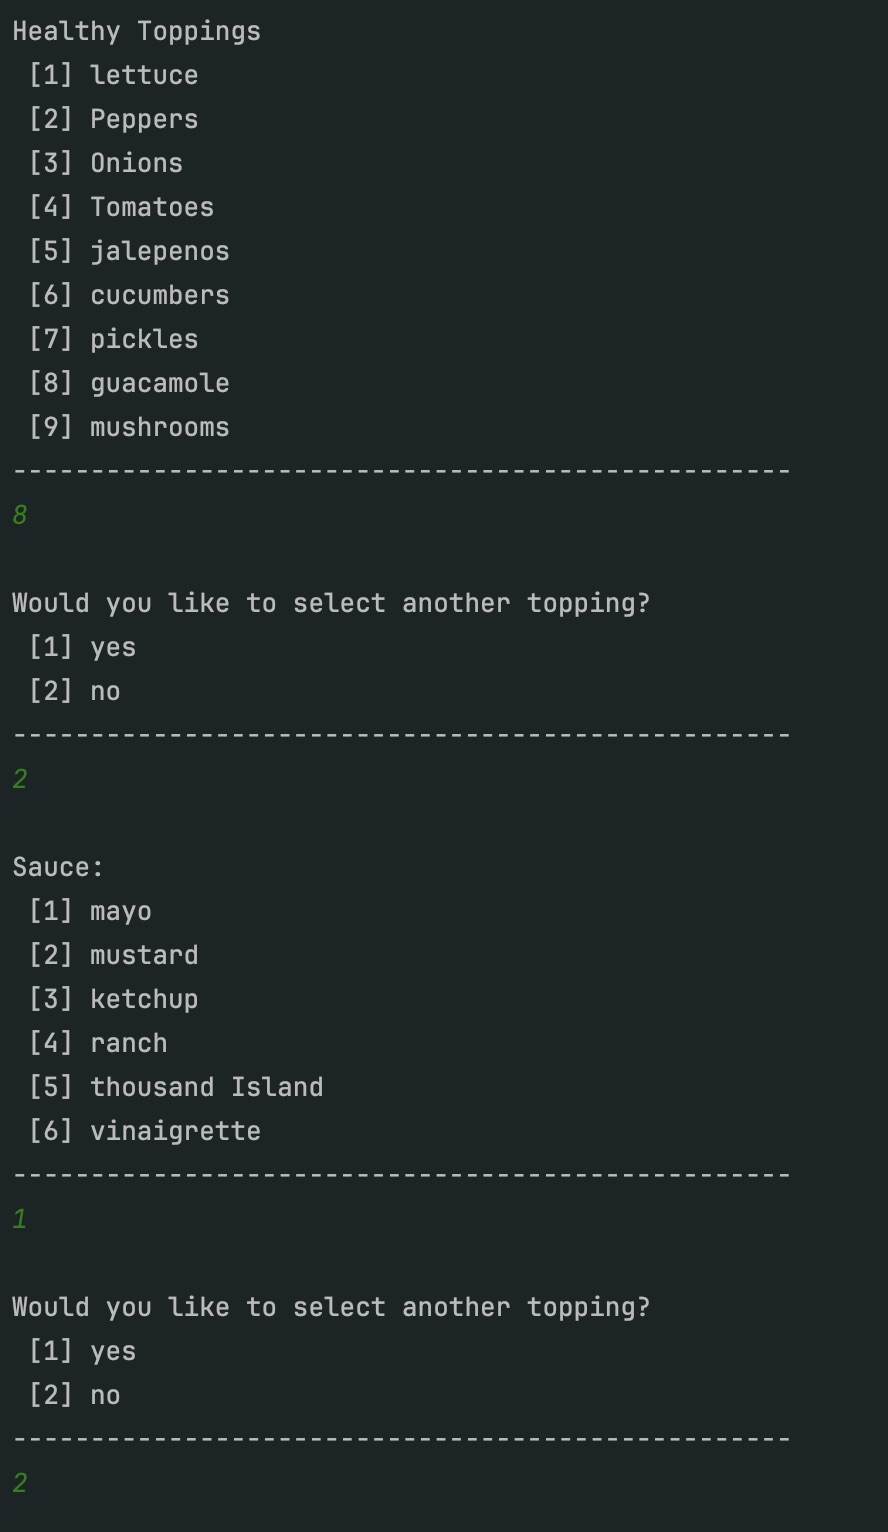 Healthy Toppings
[1] lettuce
[2] Peppers
[3] Onions
[4] Tomatoes
[5] jalepenos
[6] cucumbers
[7] pickles
[8] guacamole
[9] mushrooms
--------------------------------------------------
8
Would you like to select another topping?
[1] yes
[2] no
--------------------------------------------------
2
Sauce:
[1] mayo
[2] mustard
[3] ketchup
[4] ranch
[5] thousand Island
[6] vinaigrette
--------------------------------------------------
1
Would you like to select another topping?
[1] yes
[2] no
--------------------------------------------------
2